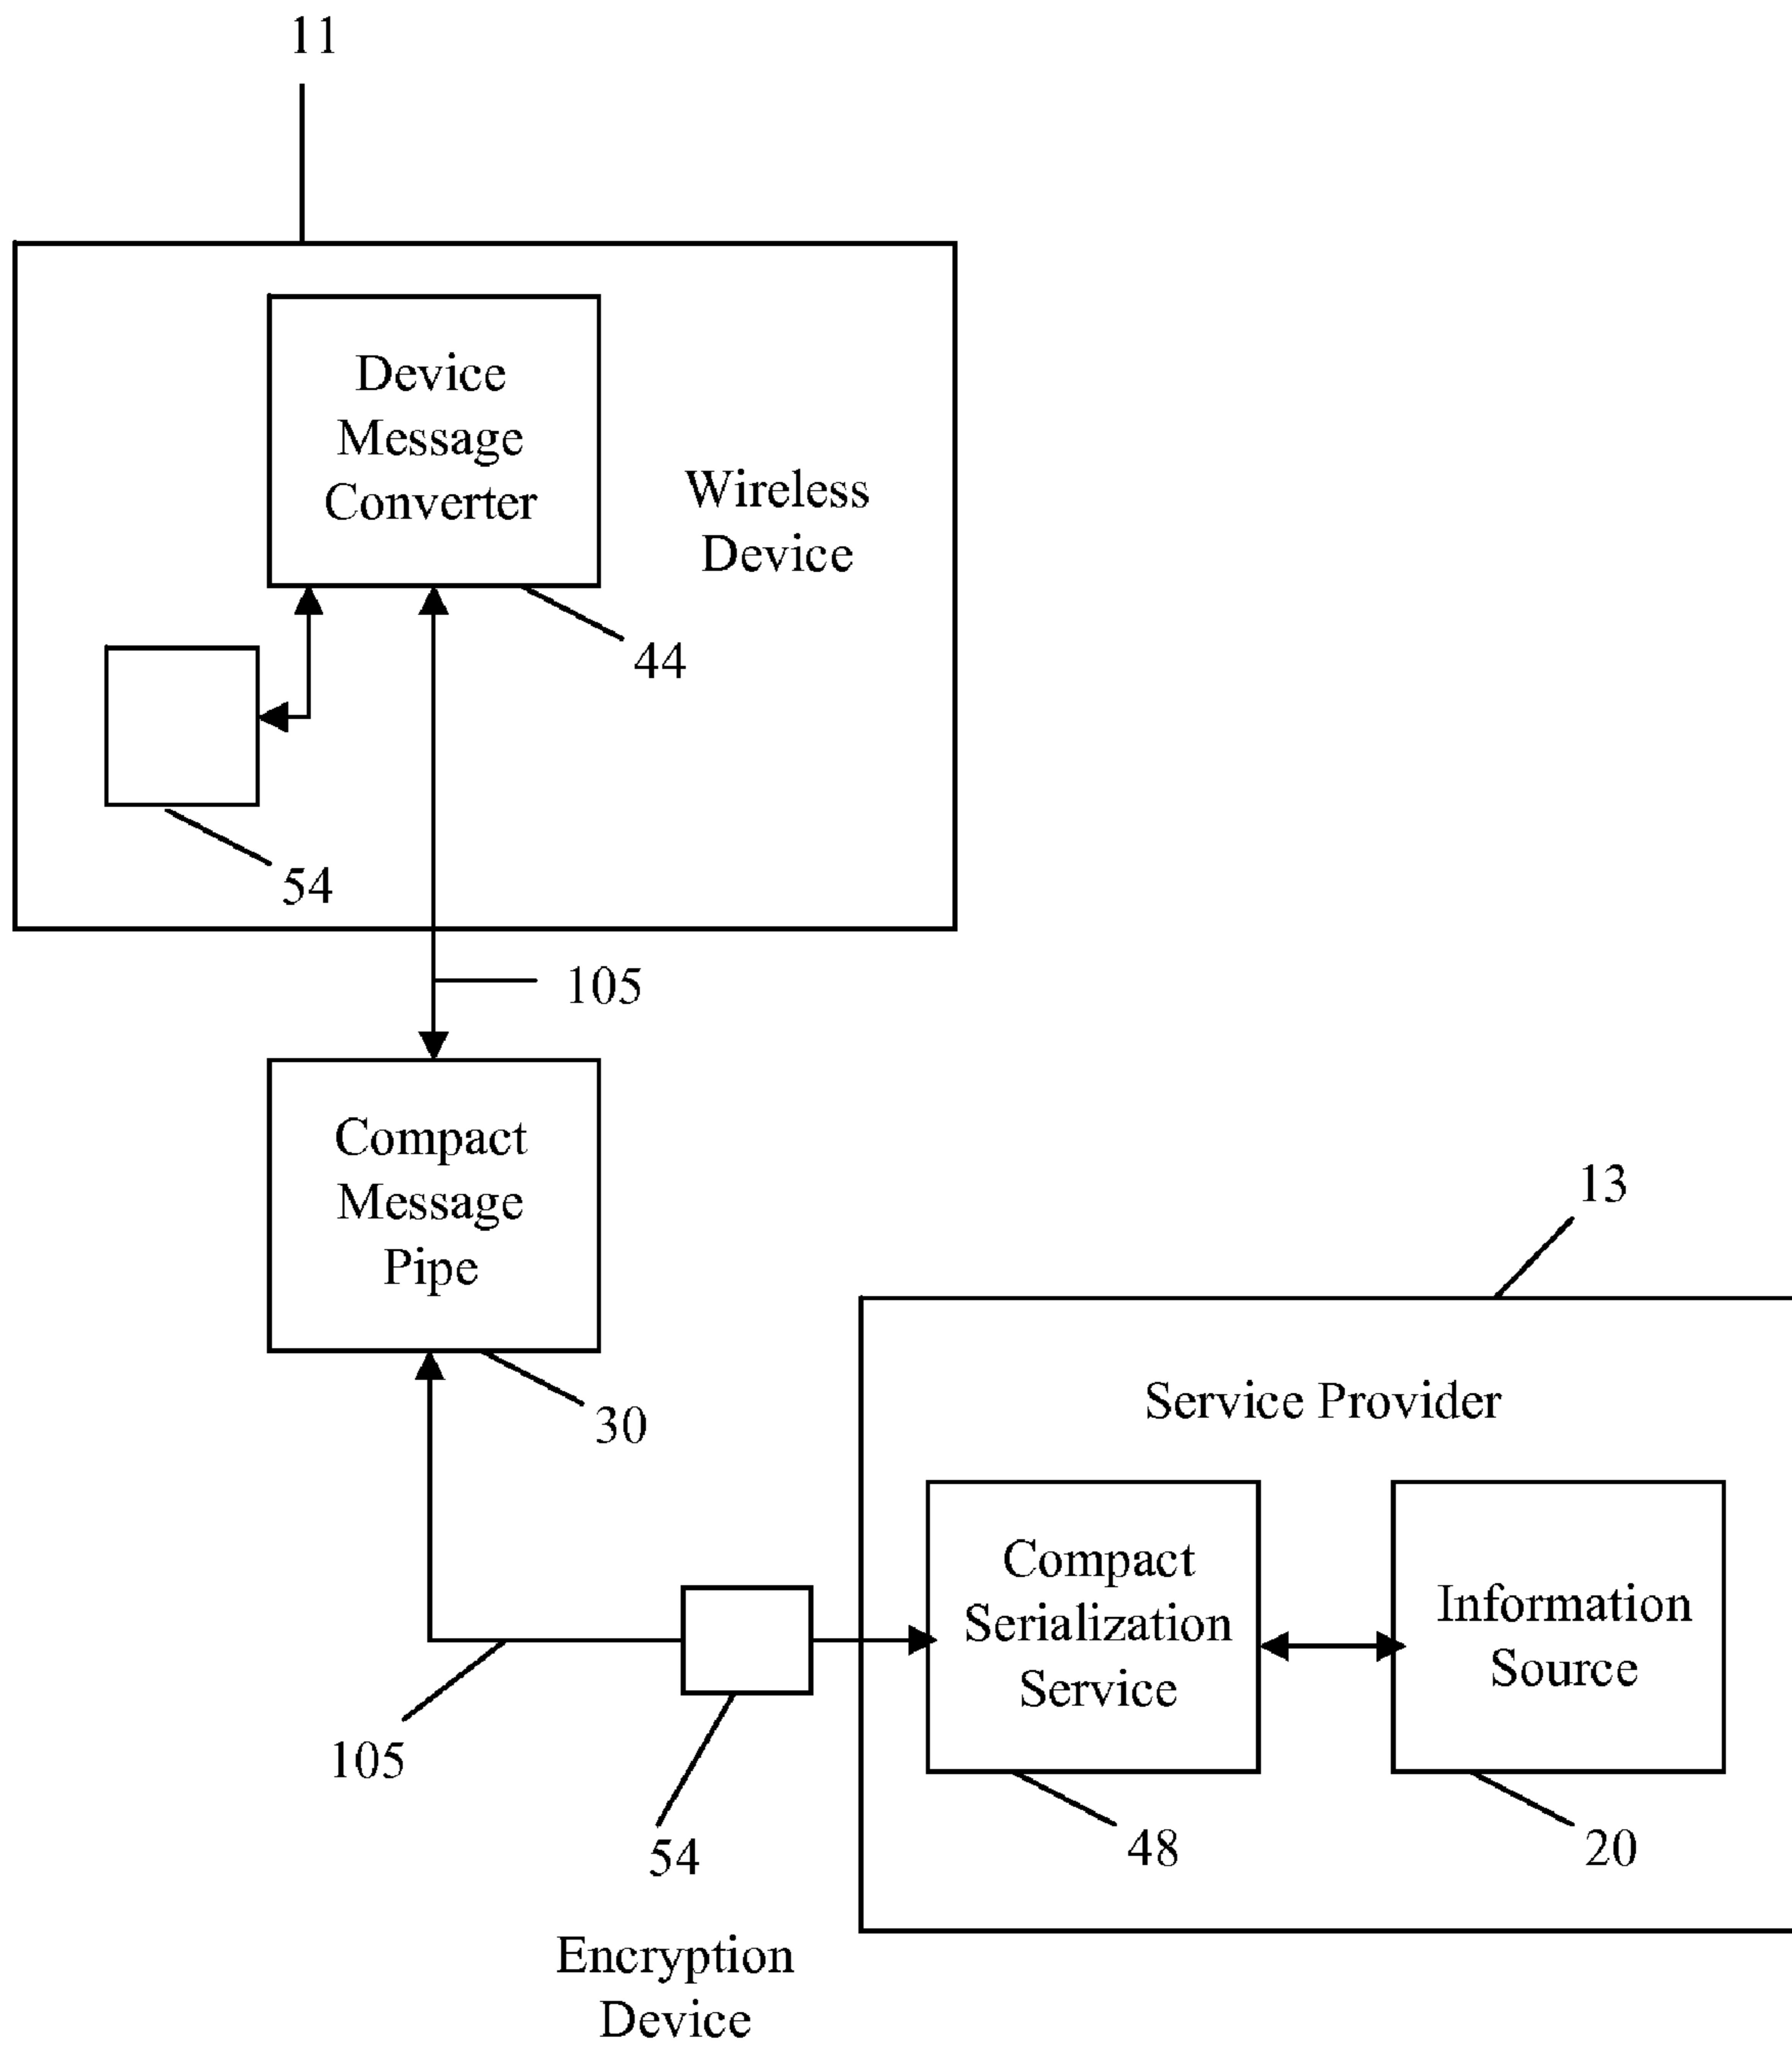 11
Device
Message
Converter
Wireless
Device
44
54
105
Compact
Message
Pipe
30
13
Service Provider
Compact
Serialization
Service
Information
Source
105
54
48
20
Encryption
Device